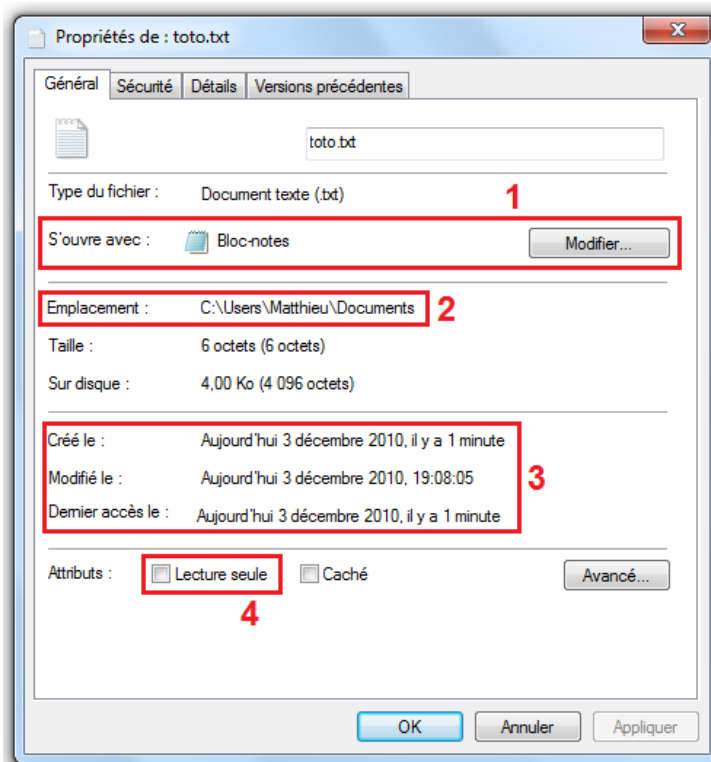 Propriétés de : toto.txt
x
Général Sécurité Détails Versions précédentes
toto.txt
Type du fichier : Document texte (.txt)
1
S'ouvre avec : Bloc-notes Modifier...
Emplacement : C:\Users\Matthieu\Documents 2
Taille : 6 octets (6 octets)
Sur disque : 4,00 Ko (4 096 octets)
Créé le : Aujourd'hui 3 décembre 2010, il y a 1 minute
Modifié le : Aujourd'hui 3 décembre 2010, 19:08:05 3
Dernier accès le : Aujourd'hui 3 décembre 2010, il y a 1 minute
Attributs : Lecture seule Caché Avancé...
4
OK Annuler Appliquer